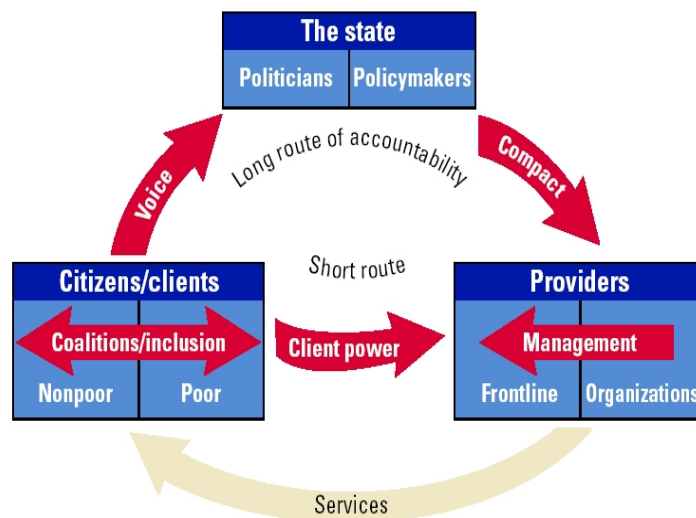 The state
Politicians Policymakers
Long route of accountability
Voice
Compact
Short route
Citizens/clients
Coalitions/inclusion
Nonpoor Poor
Client power
Providers
Management
Frontline Organizations
Services